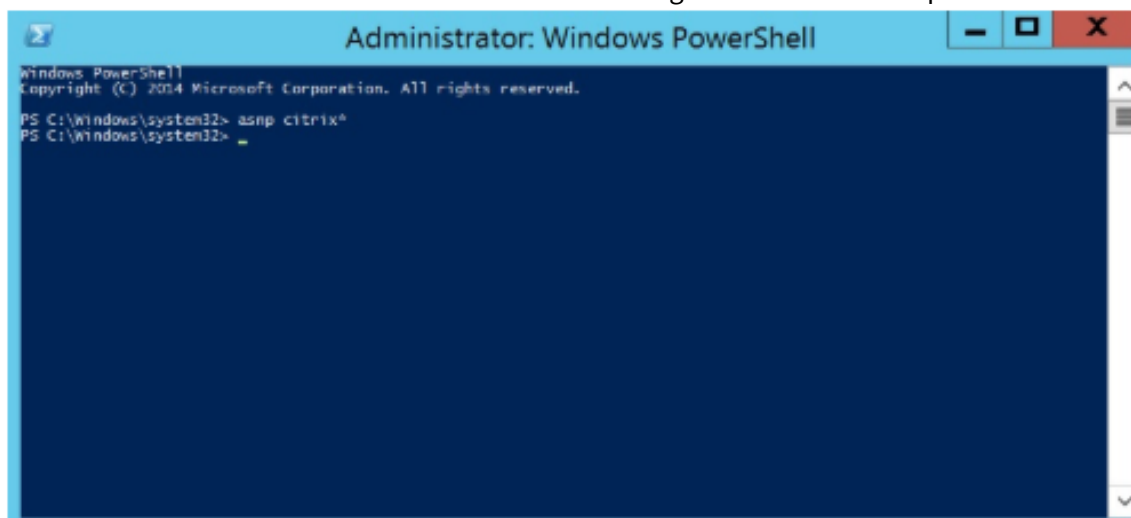 Administrator: Windows PowerShell
Windows PowerShell
Copyright (C) 2014 Microsoft Corporation. All rights reserved.
PS C:\Windows\system32> asnp citrix*
PS C:\Windows\system32> _